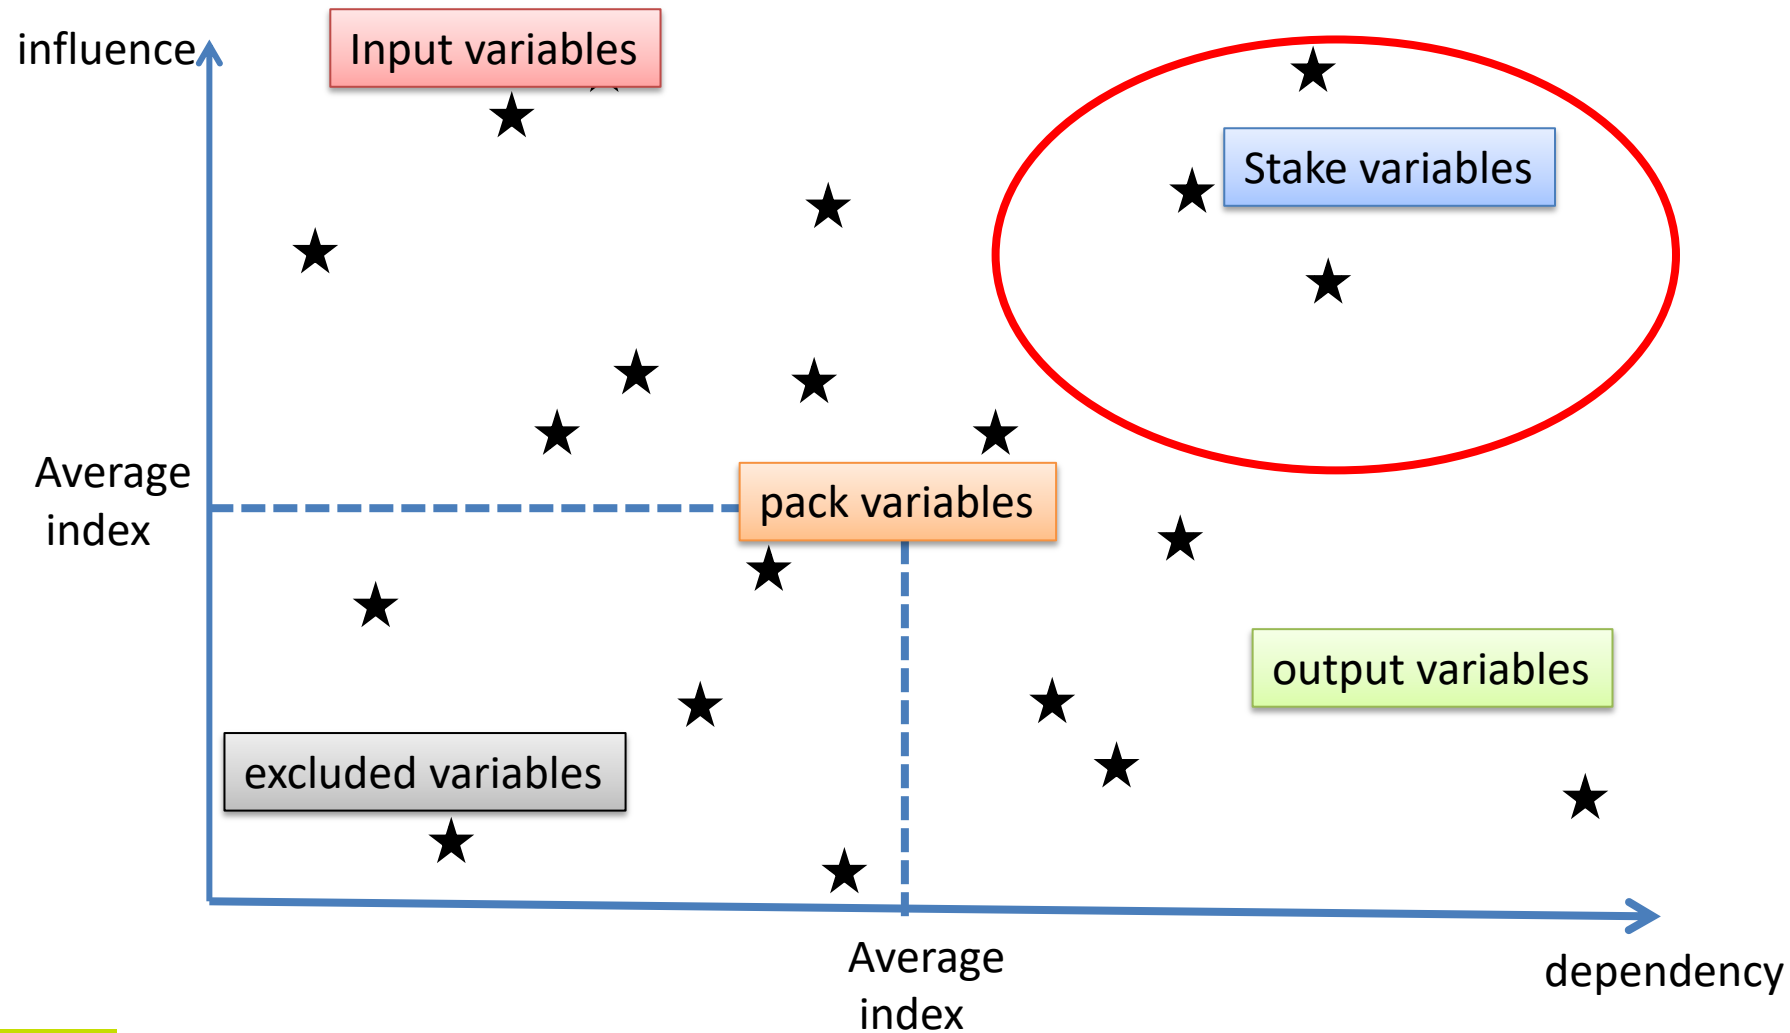 influence
Input variables
Stake variables
Average
index
pack variables
output variables
excluded variables
Average
index
dependency